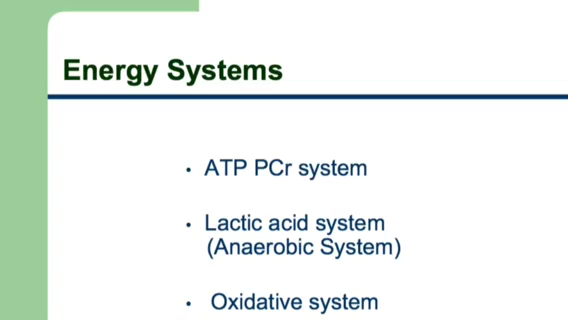 Energy Systems
• ATP PCr system
• Lactic acid system
(Anaerobic System)
• Oxidative system